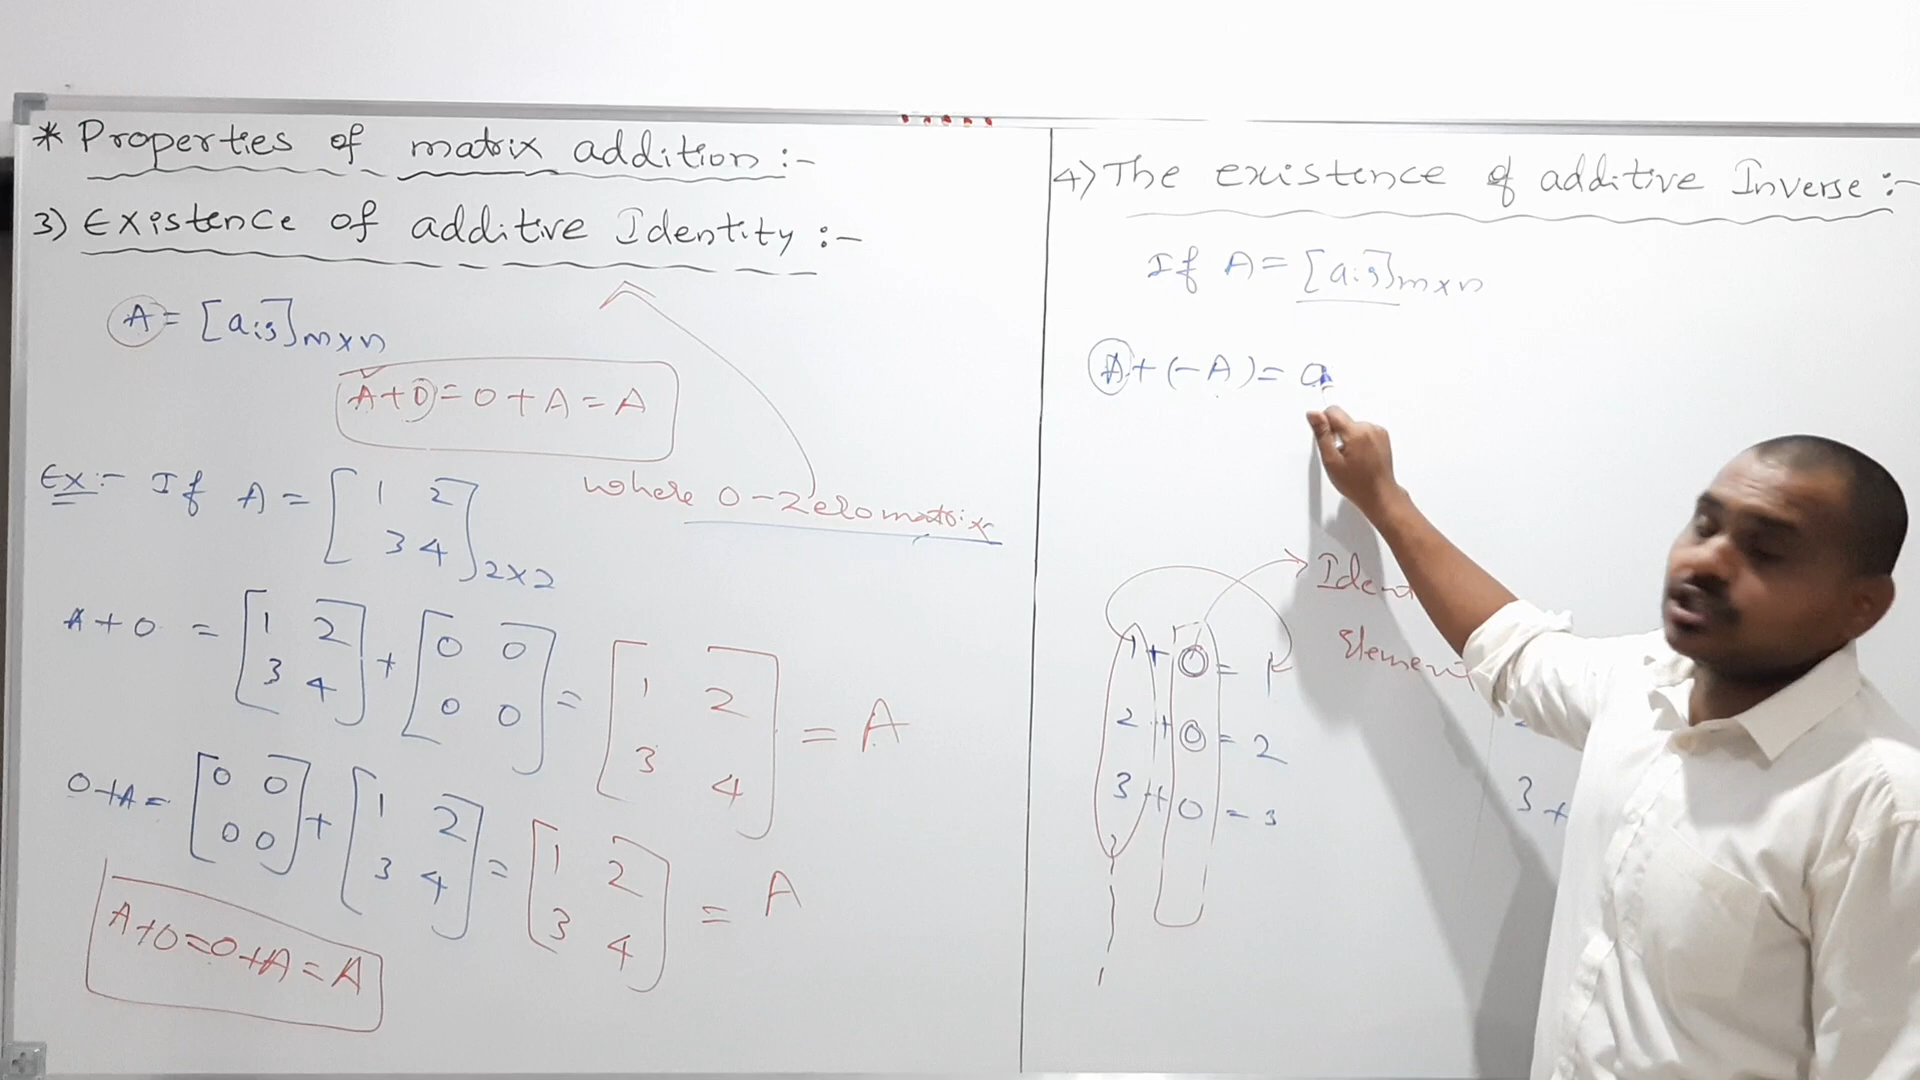 * Properties of matrix addition :-
3) Existence of additive Identity :-
A = [aij]m×n
A+0 = 0+A = A
where 0-Zero matrix
Ex:- If A = [1 2
3 4]2×2
A+0 = [1 2 + [0 0 = [1 2 = A
3 4] 0 0] 3 4]
0+A = [0 0 + [1 2 = [1 2 = A
0 0] 3 4] 3 4]
A+0=0+A=A
4) The existence of additive Inverse :-
If A = [aij]m×n
A+(-A) = 0
Iden
Element
1+0=1
2+0=2
3+0=3
3+